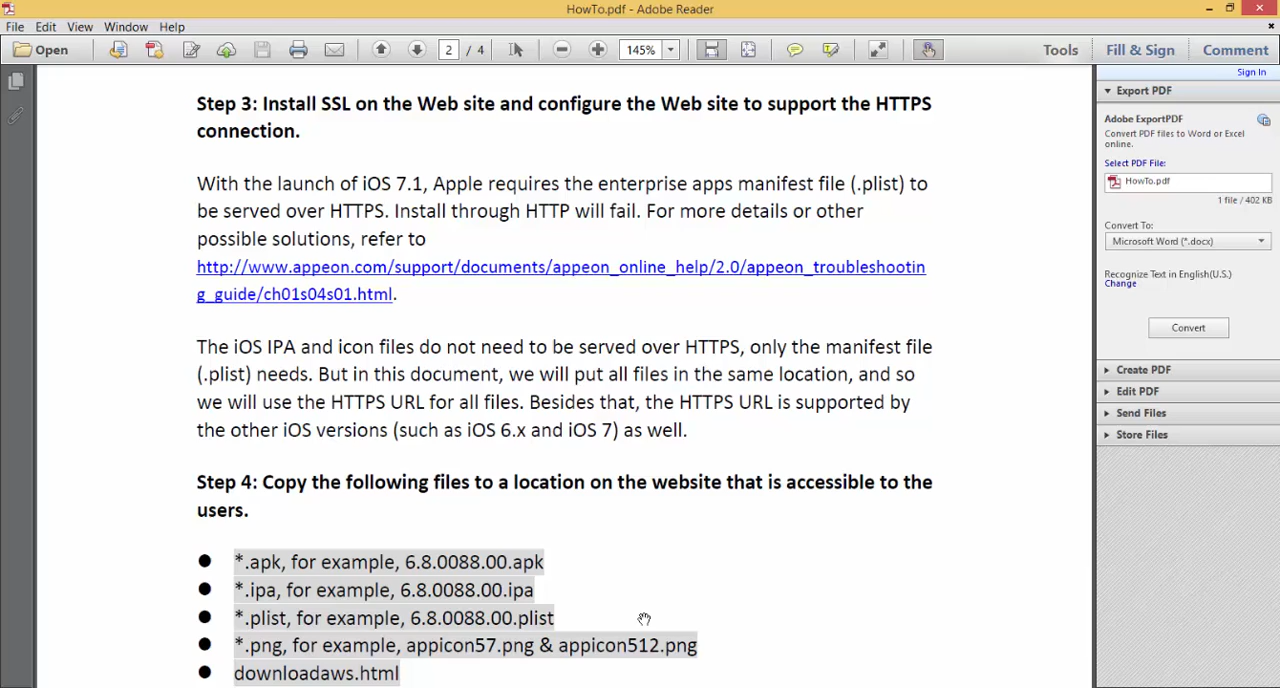 HowTo.pdf - Adobe Reader
File Edit View Window Help
Open 2 / 4 145% Tools Fill & Sign Comment
Sign In
Export PDF
Adobe ExportPDF
Convert PDF files to Word or Excel
online.
Select PDF File:
HowTo.pdf
1 file / 402 KB
Convert To:
Microsoft Word (*.docx)
Recognize Text in English(U.S.)
Change
Convert
Create PDF
Edit PDF
Send Files
Store Files
Step 3: Install SSL on the Web site and configure the Web site to support the HTTPS
connection.
With the launch of iOS 7.1, Apple requires the enterprise apps manifest file (.plist) to
be served over HTTPS. Install through HTTP will fail. For more details or other
possible solutions, refer to
http://www.appeon.com/support/documents/appeon_online_help/2.0/appeon_troubleshootin
g_guide/ch01s04s01.html.
The iOS IPA and icon files do not need to be served over HTTPS, only the manifest file
(.plist) needs. But in this document, we will put all files in the same location, and so
we will use the HTTPS URL for all files. Besides that, the HTTPS URL is supported by
the other iOS versions (such as iOS 6.x and iOS 7) as well.
Step 4: Copy the following files to a location on the website that is accessible to the
users.
● *.apk, for example, 6.8.0088.00.apk
● *.ipa, for example, 6.8.0088.00.ipa
● *.plist, for example, 6.8.0088.00.plist
● *.png, for example, appicon57.png & appicon512.png
● downloadaws.html